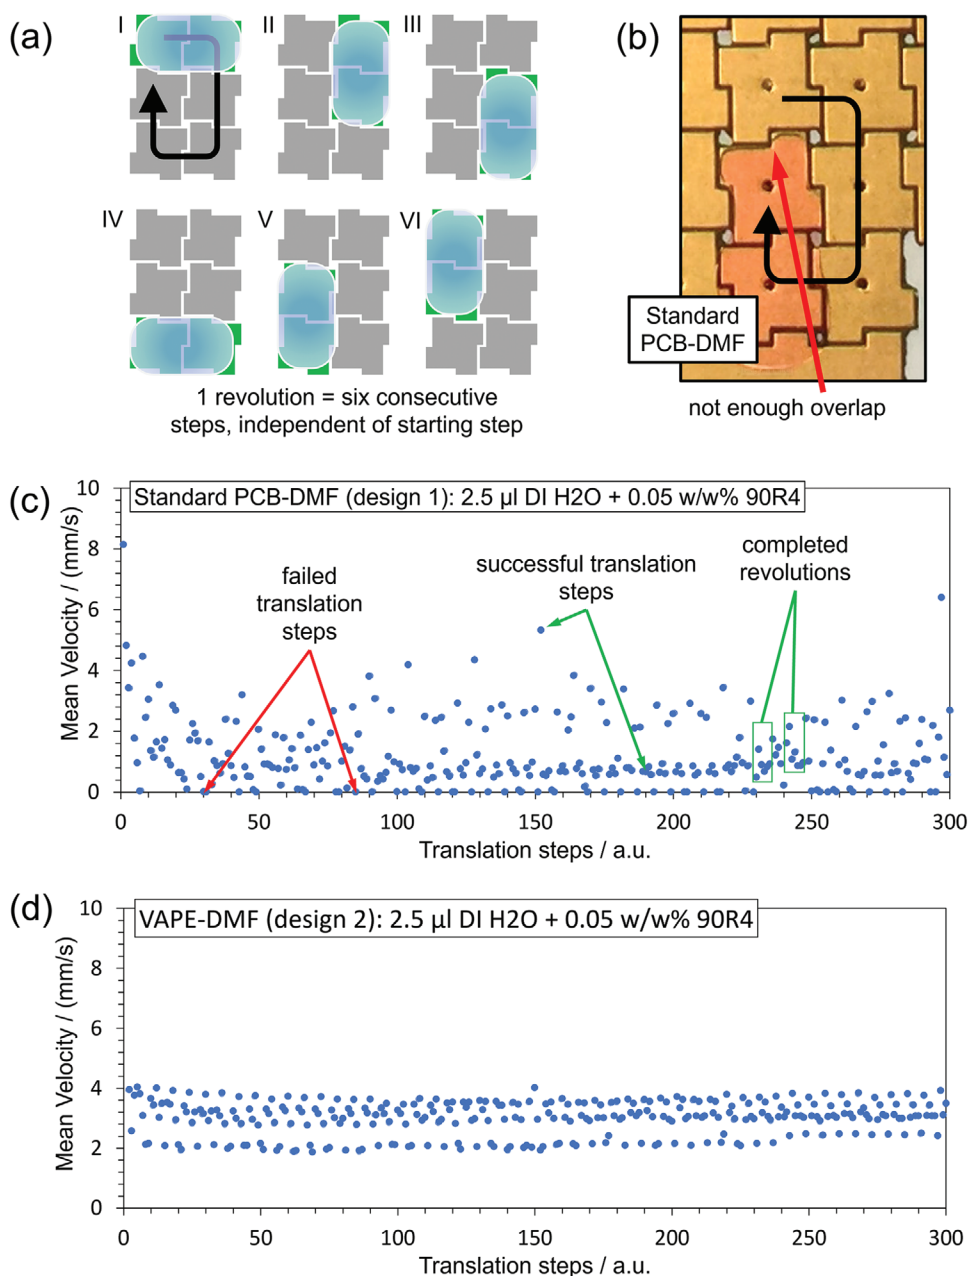 (a)
I
II
III
IV
V
VI
1 revolution = six consecutive
steps, independent of starting step
(b)
Standard
PCB-DMF
not enough overlap
(c)
Standard PCB-DMF (design 1): 2.5 µl DI H2O + 0.05 w/w% 90R4
failed
translation
steps
successful translation
steps
completed
revolutions
Mean Velocity / (mm/s)
10
8
6
4
2
0
0 50 100 150 200 250 300
Translation steps / a.u.
(d)
VAPE-DMF (design 2): 2.5 µl DI H2O + 0.05 w/w% 90R4
Mean Velocity / (mm/s)
10
8
6
4
2
0
0 50 100 150 200 250 300
Translation steps / a.u.